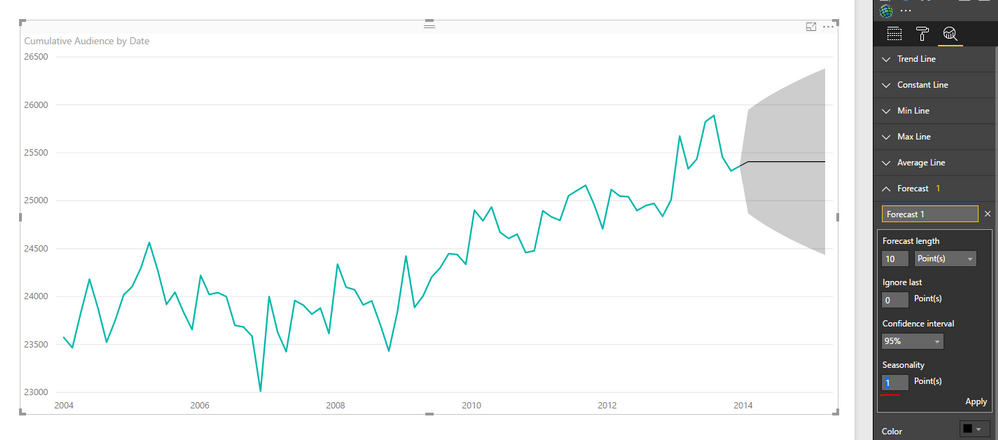 Cumulative Audience by Date
26500
26000
25500
25000
24500
24000
23500
23000
2004 2006 2008 2010 2012 2014
Trend Line
Constant Line
Min Line
Max Line
Average Line
Forecast 1
Forecast 1
Forecast length
10 Point(s)
Ignore last
0 Point(s)
Confidence interval
95%
Seasonality
1 Point(s)
Apply
Color